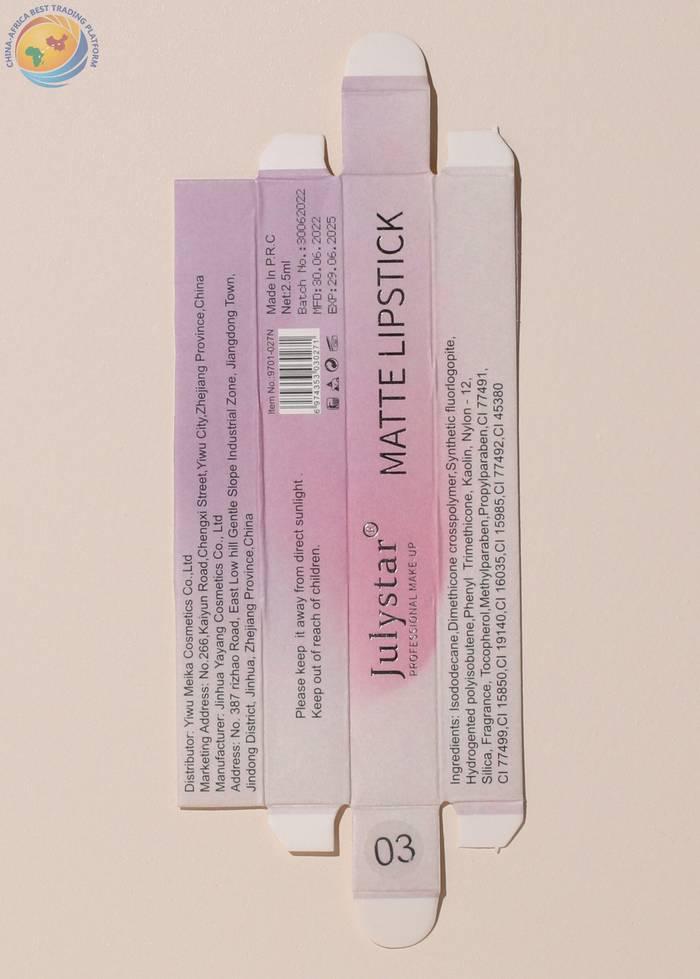 CHINA-AFRICA BEST TRADING PLATFORM
Distributor: Yiwu Meika Cosmetics Co.,Ltd
Marketing Address: No.266,Kaiyun Road,Chengxi Street,Yiwu City,Zhejiang Province,China
Manufacturer: Jinhua Yayang Cosmetics Co., Ltd
Address: No. 387 rizhao Road, East Low hill Gentle Slope Industrial Zone, Jiangdong Town,
Jindong District, Jinhua, Zhejiang Province,China
Please keep it away from direct sunlight .
Keep out of reach of children.
Item No.:9701-027N
6 974353 030271
Made In P.R.C
Net:2.5ml
Batch No.:30062022
MFD:30.06.2022
EXP:29.06.2025
Julystar®
PROFESSIONAL MAKE-UP
MATTE LIPSTICK
Ingredients: Isododecane,Dimethicone crosspolymer,Synthetic fluorlogopite,
Hydrogented polyisobutene,Phenyl Trimethicone, Kaolin, Nylon - 12,
Silica, Fragrance, Tocopherol,Methylparaben,Propylparaben,CI 77491,
CI 77499,CI 15850,CI 19140,CI 16035,CI 15985,CI 77492,CI 45380
03